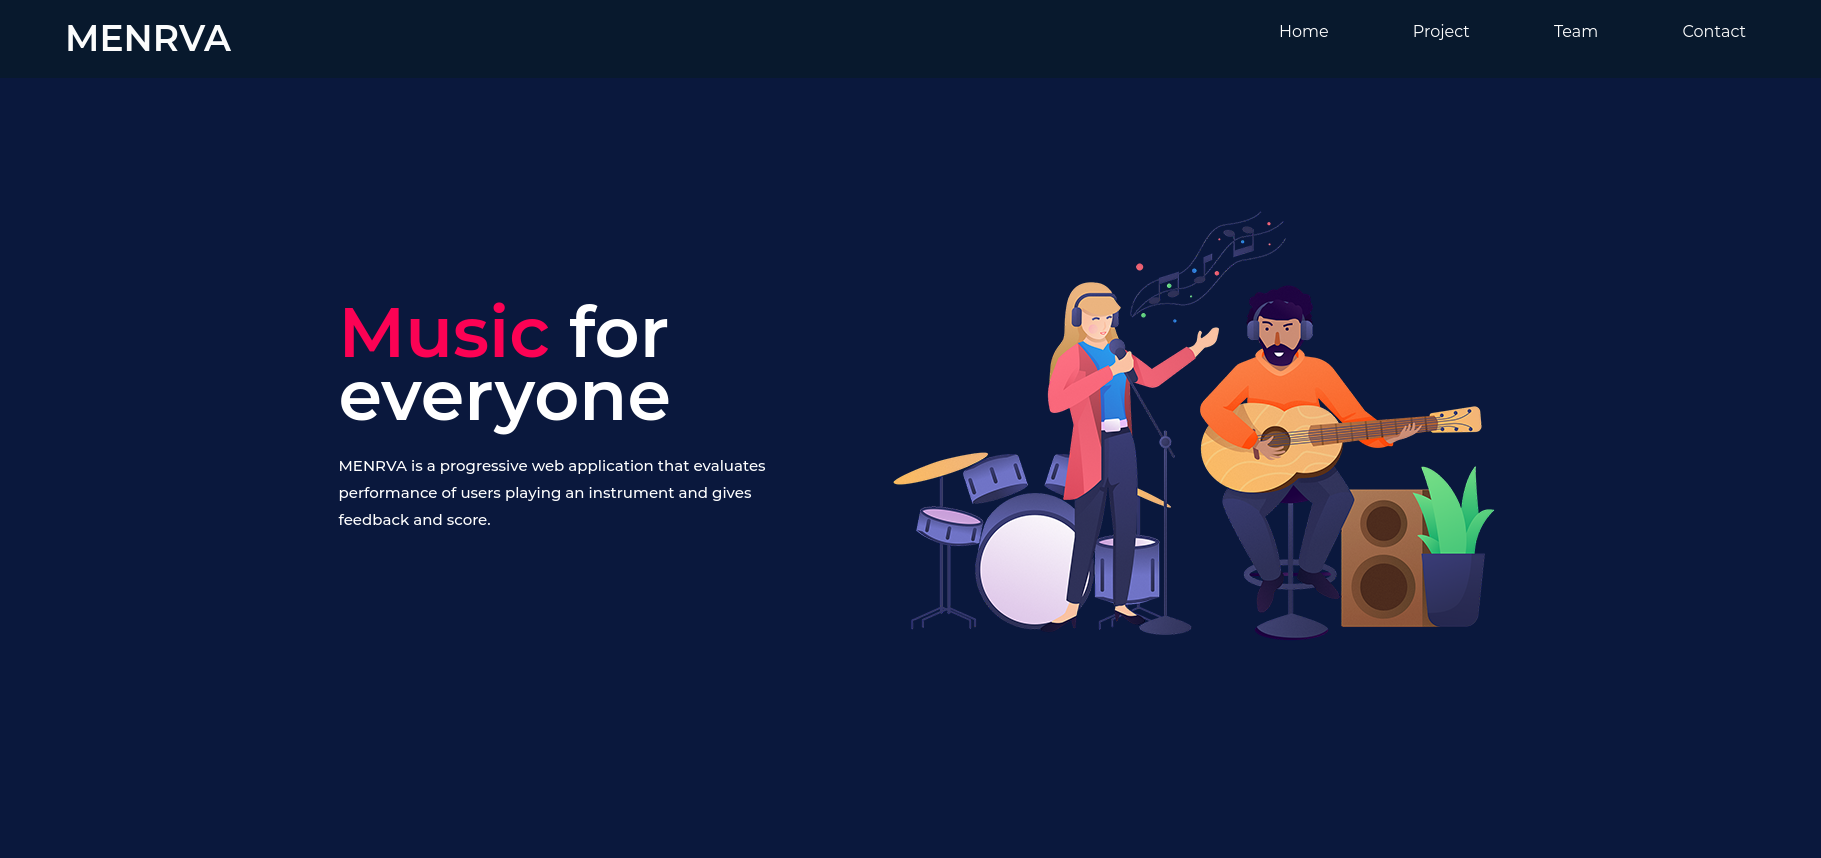 MENRVA
Home Project Team Contact
Music for
everyone
MENRVA is a progressive web application that evaluates
performance of users playing an instrument and gives
feedback and score.